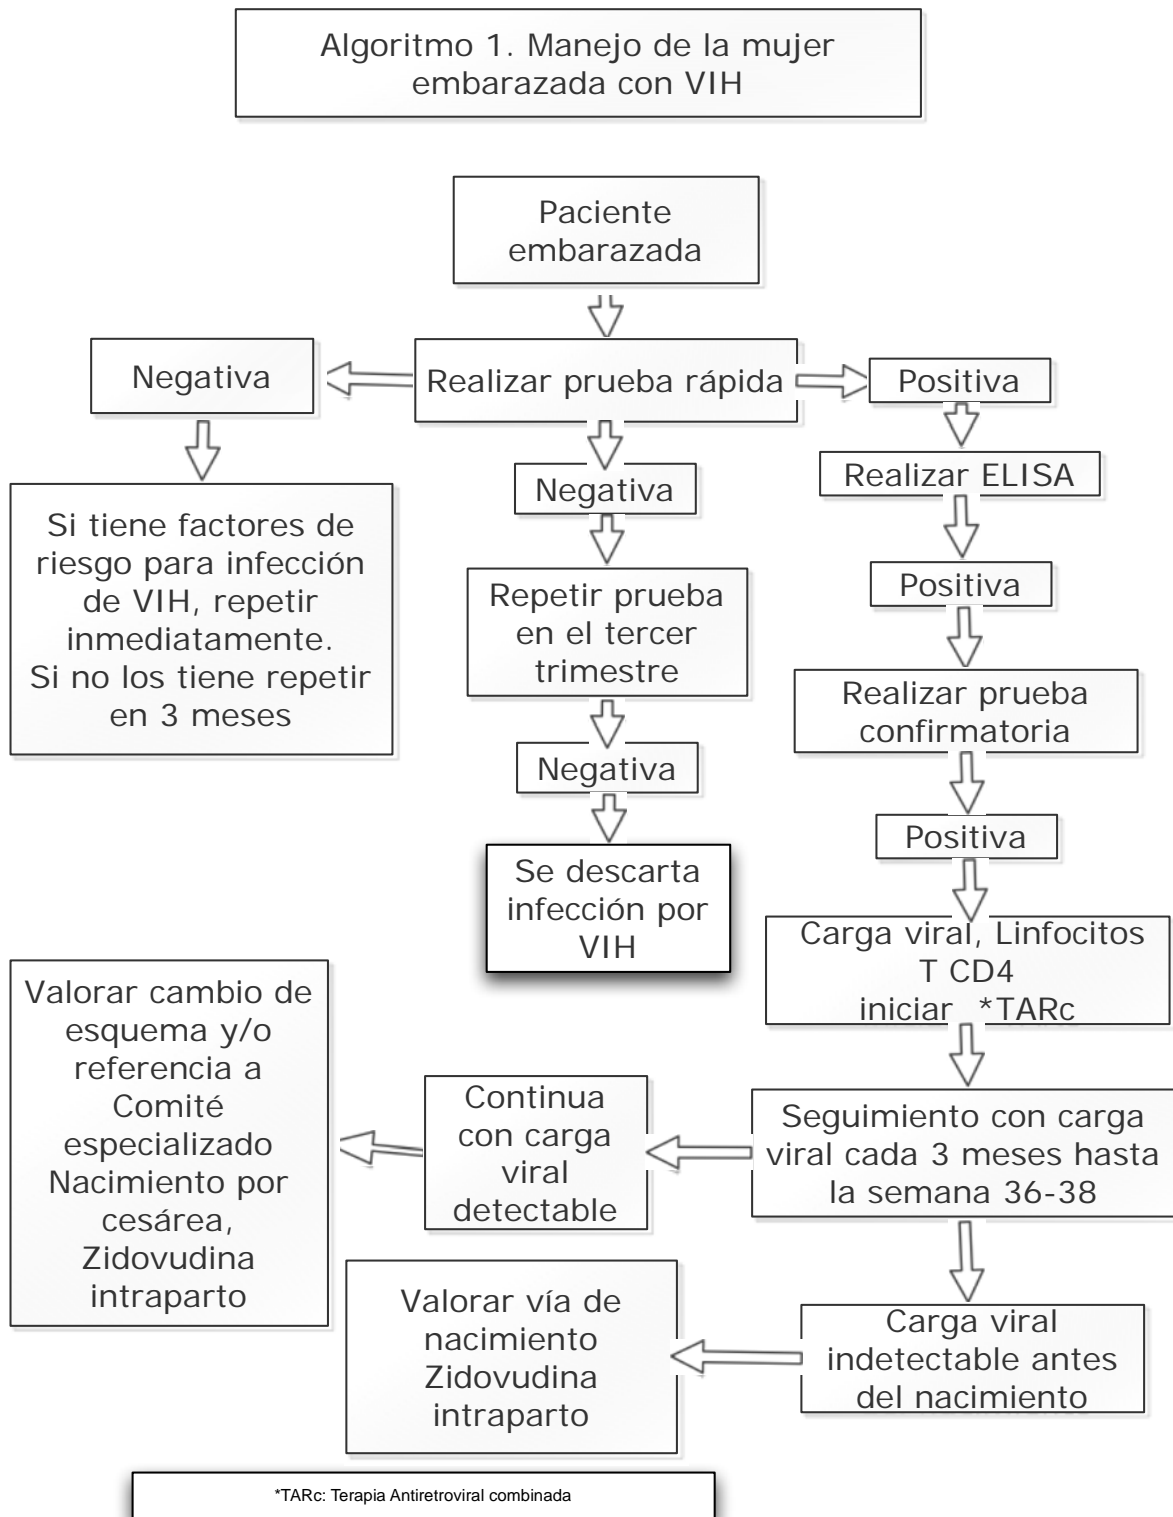 Algoritmo 1. Manejo de la mujer
embarazada con VIH
Paciente
embarazada
Negativa
Realizar prueba rápida
Positiva
Si tiene factores de
riesgo para infección
de VIH, repetir
inmediatamente.
Si no los tiene repetir
en 3 meses
Negativa
Repetir prueba
en el tercer
trimestre
Negativa
Se descarta
infección por
VIH
Realizar ELISA
Positiva
Realizar prueba
confirmatoria
Positiva
Carga viral, Linfocitos
T CD4
iniciar *TARc
Seguimiento con carga
viral cada 3 meses hasta
la semana 36-38
Continua
con carga
viral
detectable
Valorar cambio de
esquema y/o
referencia a
Comité
especializado
Nacimiento por
cesárea,
Zidovudina
intraparto
Carga viral
indetectable antes
del nacimiento
Valorar vía de
nacimiento
Zidovudina
intraparto
*TARc: Terapia Antiretroviral combinada